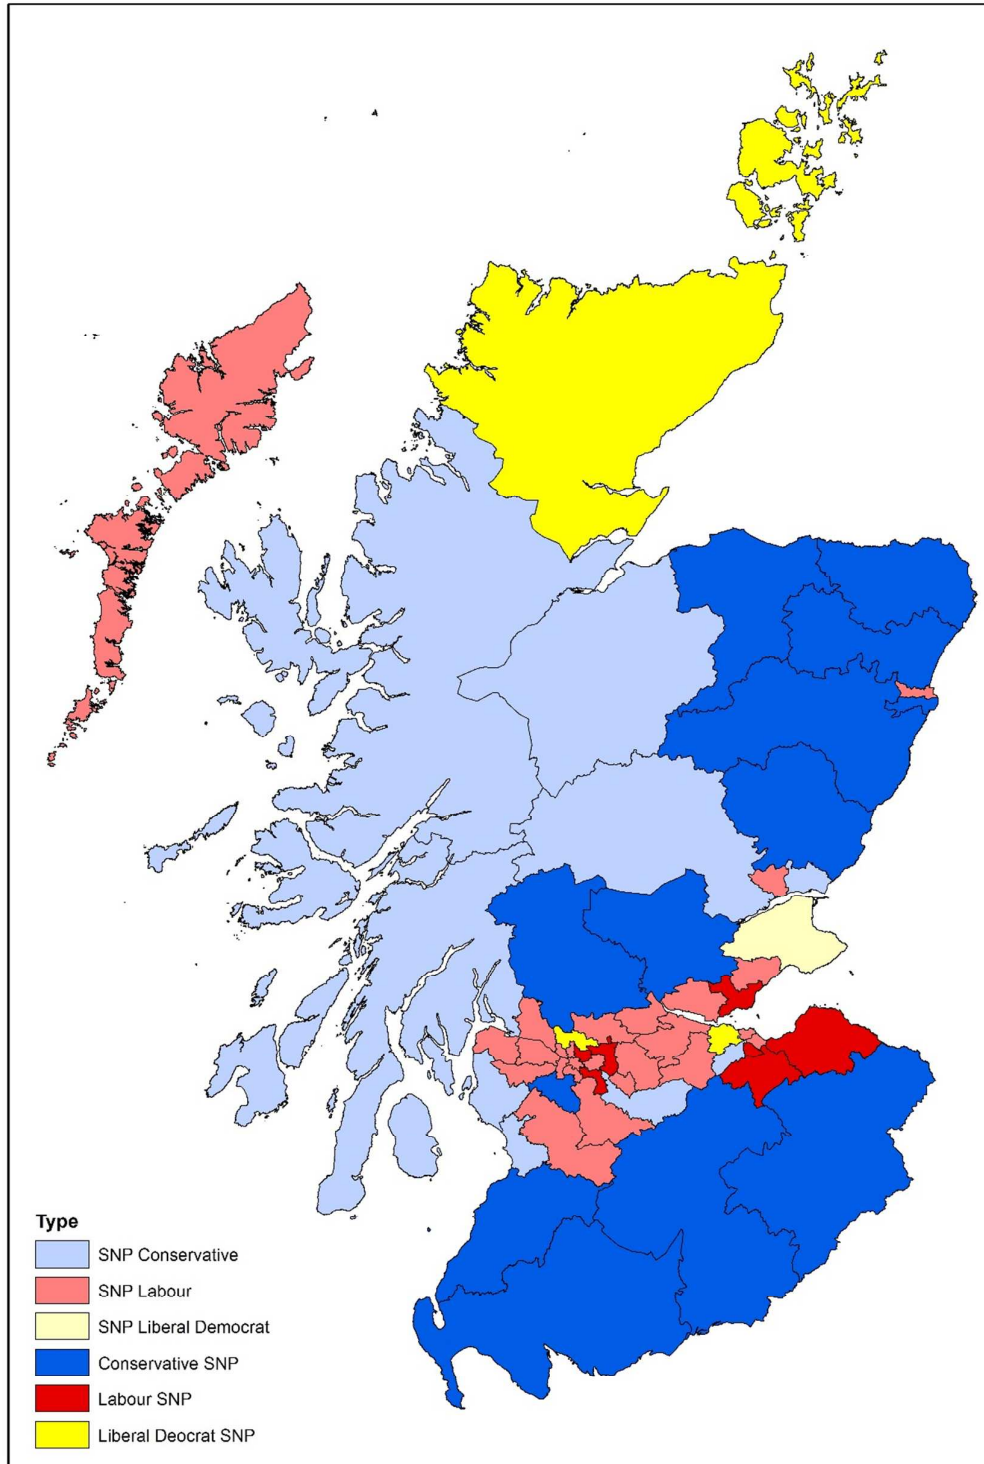 Type
SNP Conservative
SNP Labour
SNP Liberal Democrat
Conservative SNP
Labour SNP
Liberal Deocrat SNP